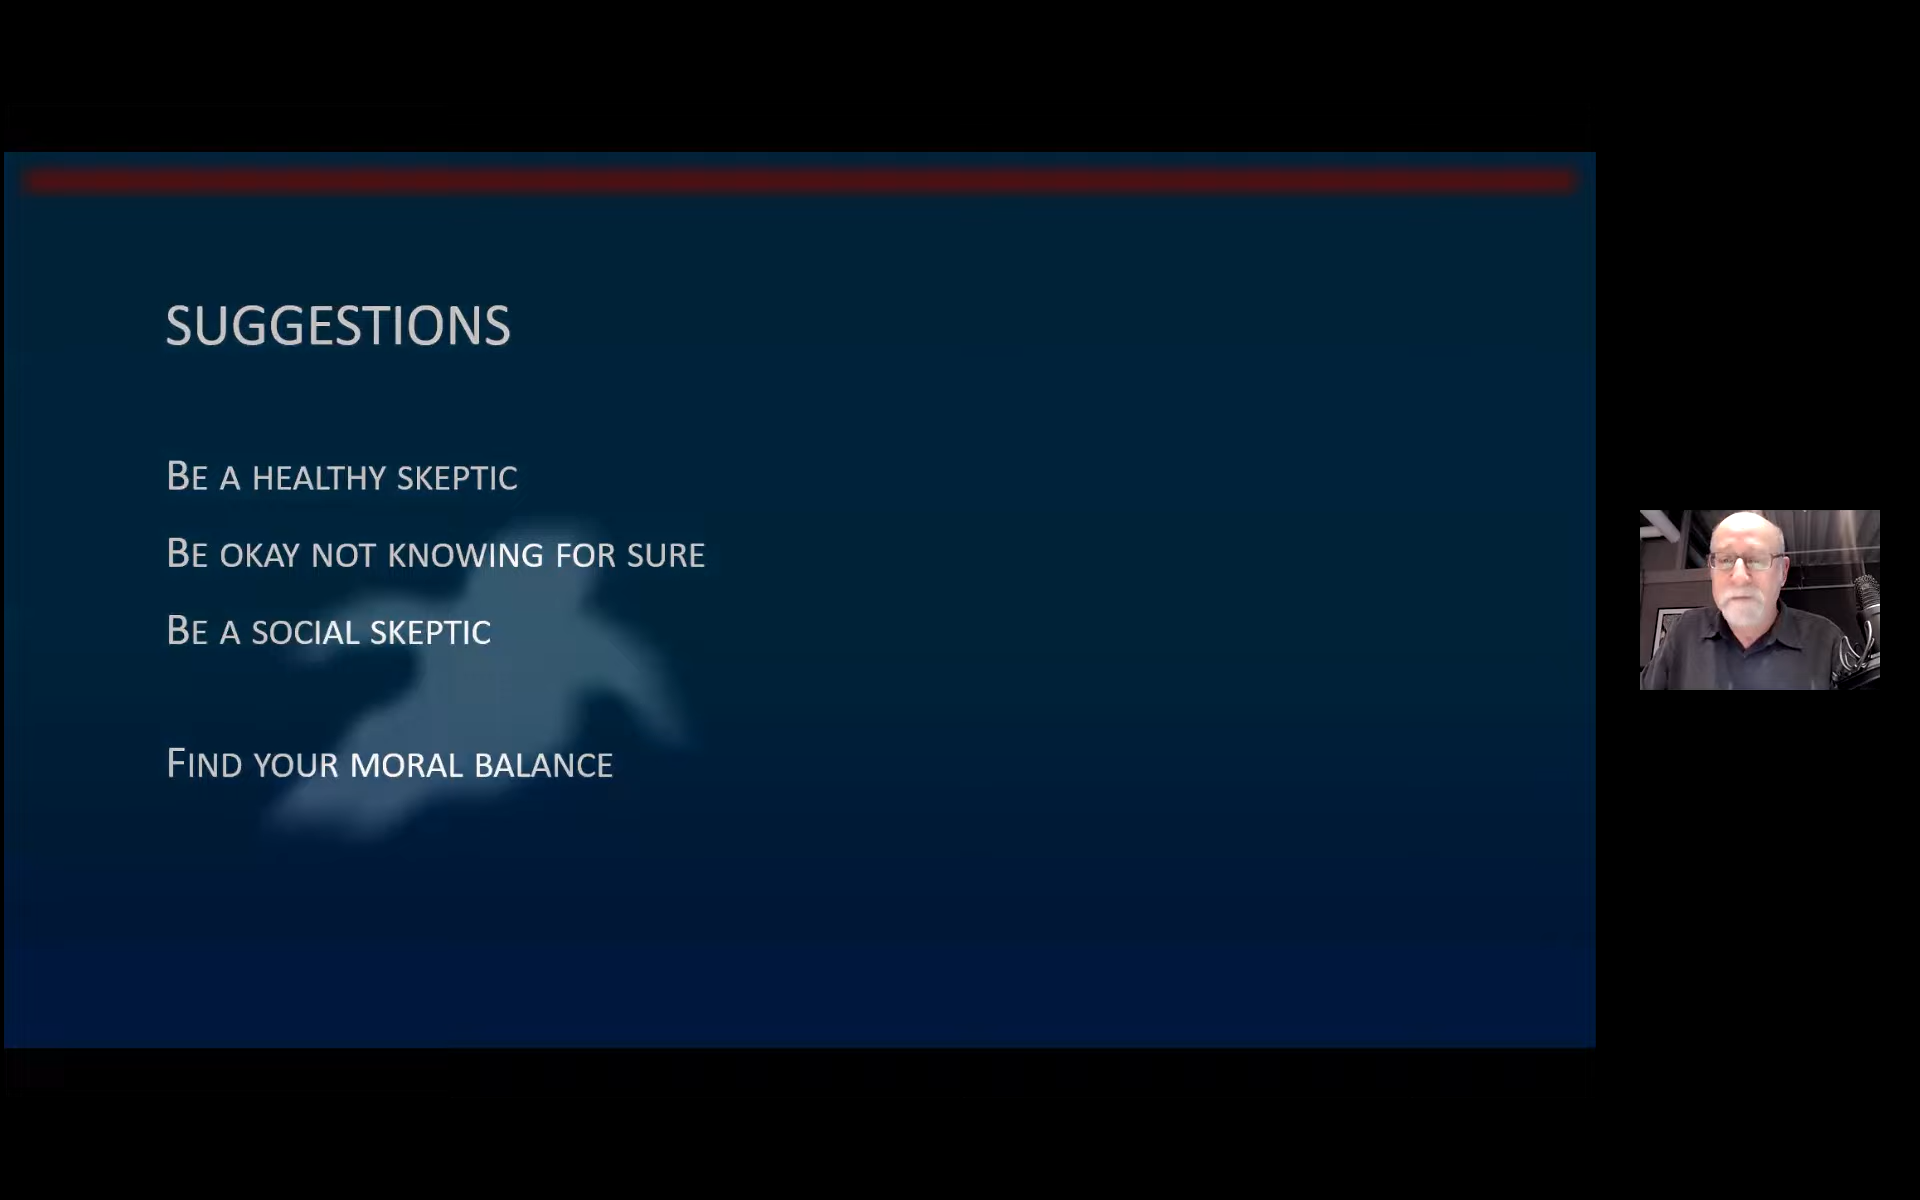 SUGGESTIONS
BE A HEALTHY SKEPTIC
BE OKAY NOT KNOWING FOR SURE
BE A SOCIAL SKEPTIC
FIND YOUR MORAL BALANCE